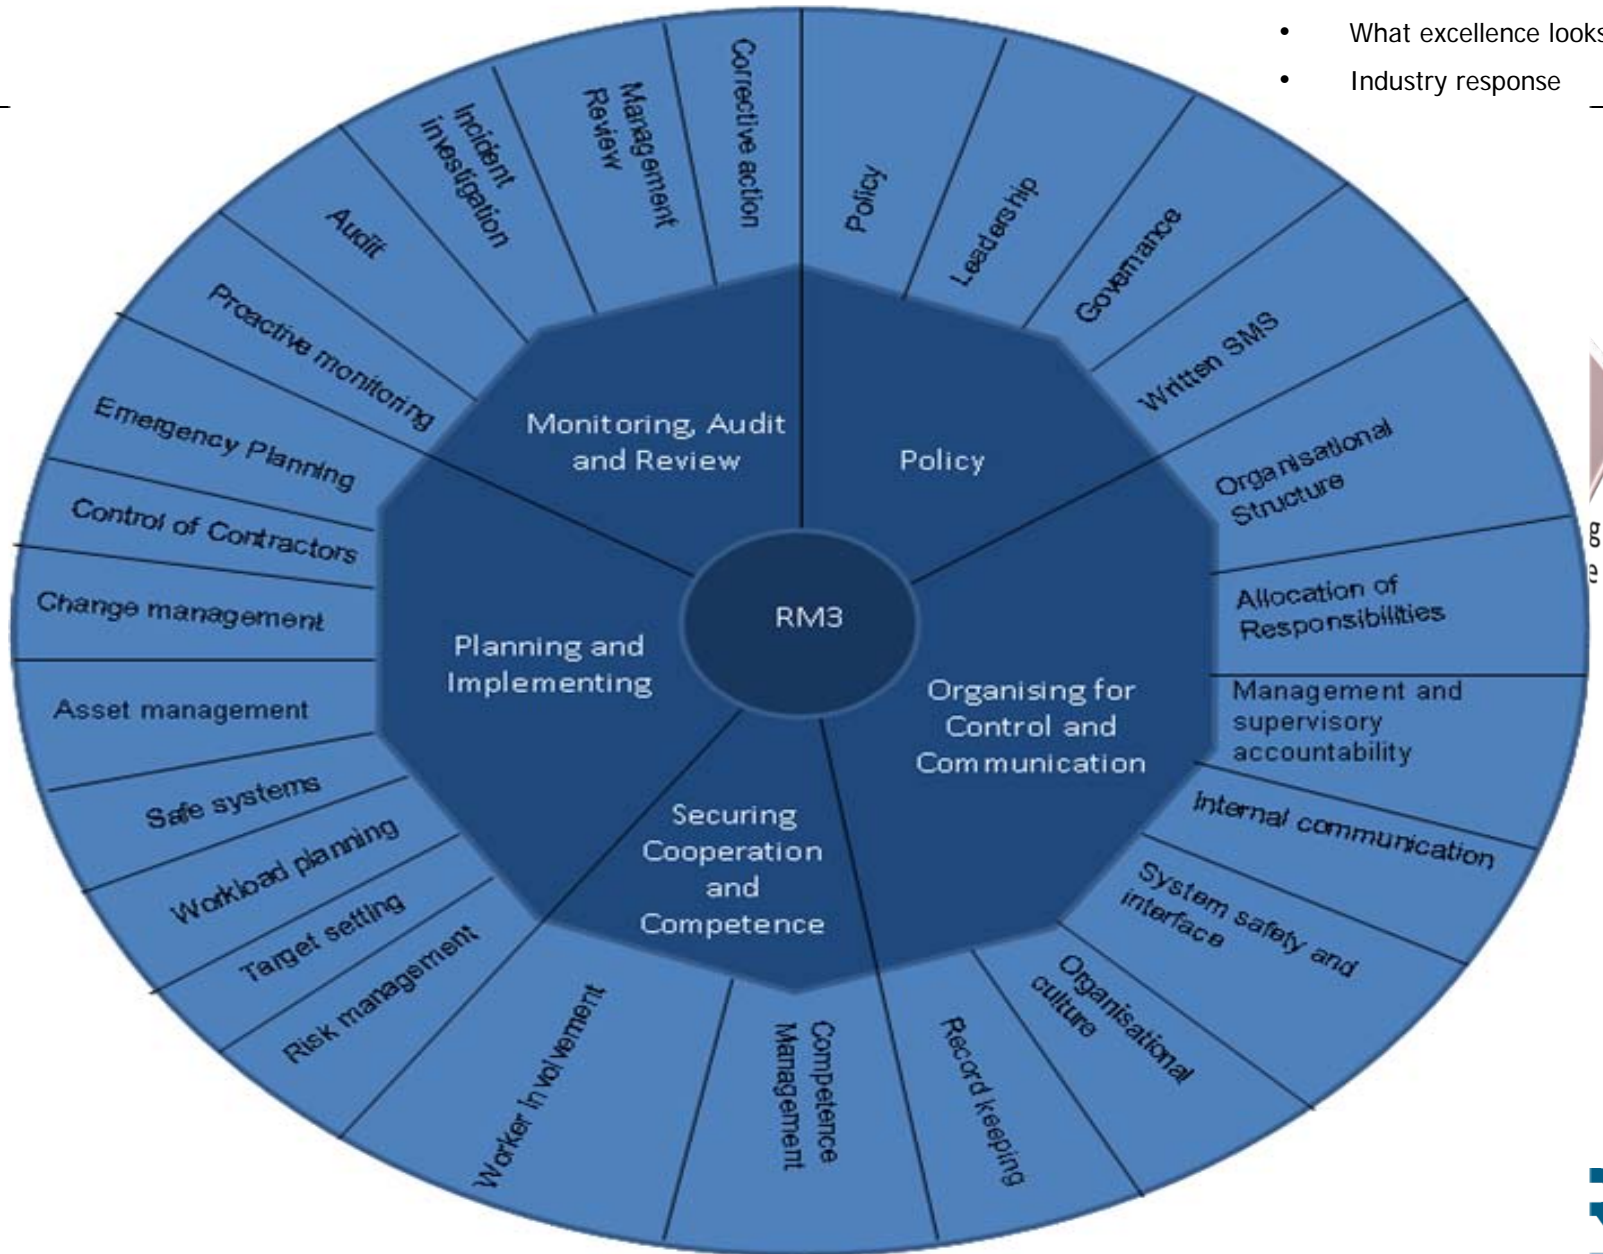 • What excellence looks
• Industry response
Corrective action
Policy
Leadership
Governance
Written SMS
Organisational
Structure
Allocation of
Responsibilities
Management and
supervisory
accountability
Internal communication
System safety and
interface
Organisational
culture
Record keeping
Competence
Management
Worker Involvement
Risk management
Target setting
Workload planning
Safe systems
Asset management
Change management
Control of Contractors
Emergency Planning
Proactive monitoring
Audit
Incident
investigation
Management
Review
Monitoring, Audit
and Review
Policy
Organising for
Control and
Communication
Securing
Cooperation
and
Competence
Planning and
Implementing
RM3